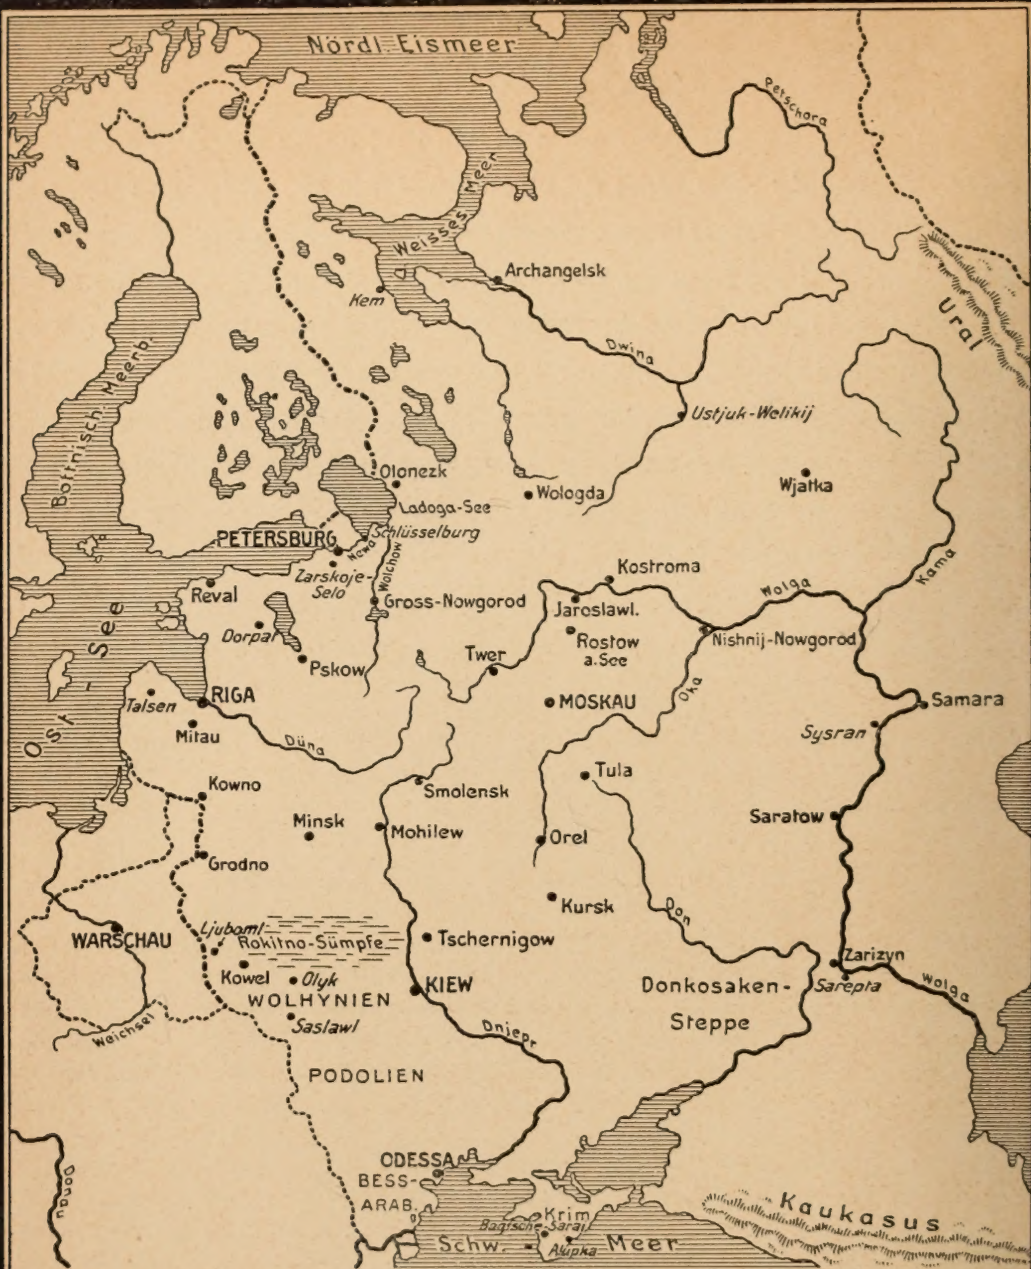 Nördl. Eismeer
Petschora
Weisses Meer
Archangelsk
Kem
Ural
Dwina
Bottnisch. Meerb.
Ustjuk-Welikij
Olonezk
Wologda
Wjatka
Ladoga-See
PETERSBURG
Schlüsselburg
Newa
Wolchow
Zarskoje-
Selo
Kostroma
Wolga
Kama
Reval
Gross-Nowgorod
Jaroslawl.
Dorpat
Rostow
a.See
Nishnij-Nowgorod
Ost-See
Pskow
Twer
Oka
Talsen
RIGA
MOSKAU
Samara
Mitau
Düna
Sysran
Kowno
Smolensk
Tula
Minsk
Mohilew
Orel
Saratow
Grodno
Kursk
Don
WARSCHAU
Ljuboml
Rokitno-Sümpfe
Tschernigow
Zarizyn
Kowel
Olyk
KIEW
Donkosaken-
Steppe
Sarepta
Wolga
WOLHYNIEN
Saslawl
Weichsel
Dnjepr
PODOLIEN
Donau
ODESSA
BESS-
ARAB.
Krim
Bagtsche-Sarai
Alupka
Schw. Meer
Kaukasus